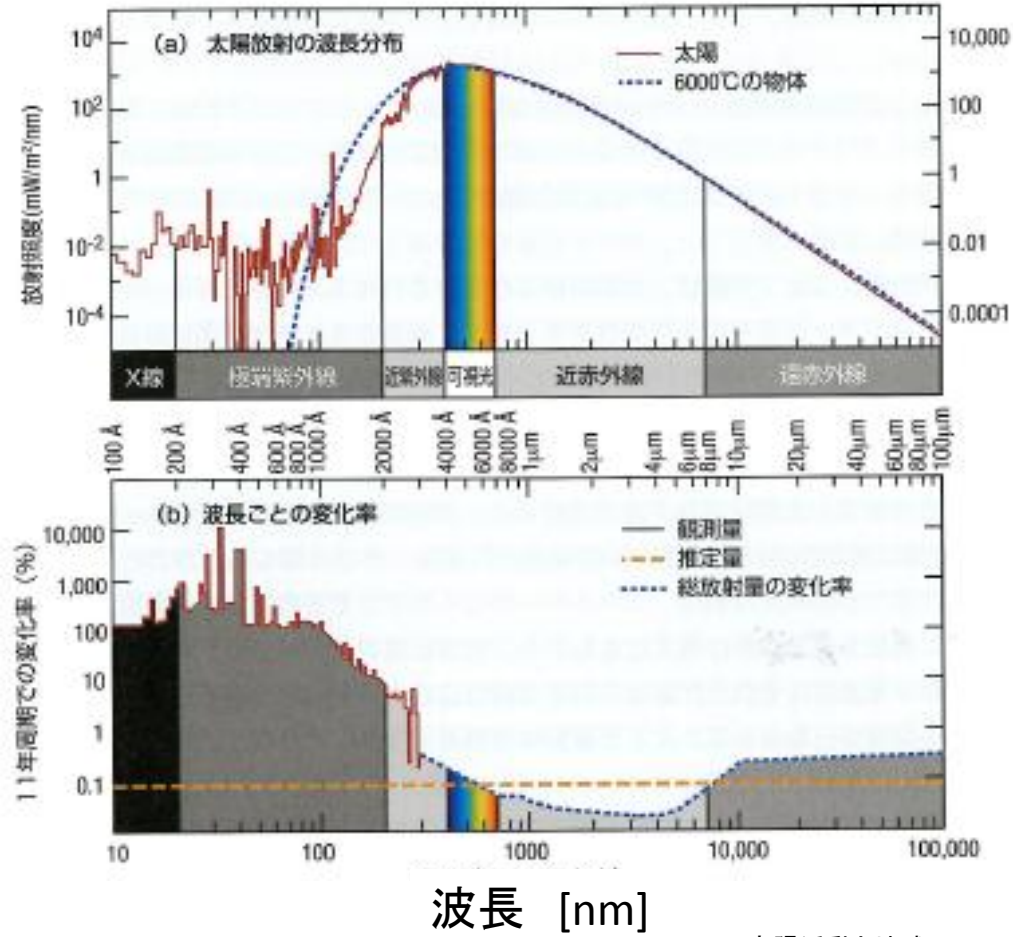 (a) 太陽放射の波長分布
太陽
6000℃の物体
放射照度(mW/m²/nm)
10⁴
10²
1
10⁻²
10⁻⁴
10,000
100
1
0.01
0.0001
X線 極端紫外線 近紫外線 可視光 近赤外線 遠赤外線
100 Å 200 Å 400 Å 600 Å 800 Å 1000 Å 2000 Å 4000 Å 6000 Å 8000 Å 1μm 2μm 4μm 6μm 8μm 10μm 20μm 40μm 60μm 80μm 100μm
(b) 波長ごとの変化率
観測量
推定量
総放射量の変化率
11年周期での変化率 (%)
10,000
1,000
100
10
1
0.1
10 100 1000 10,000 100,000
波長 [nm]